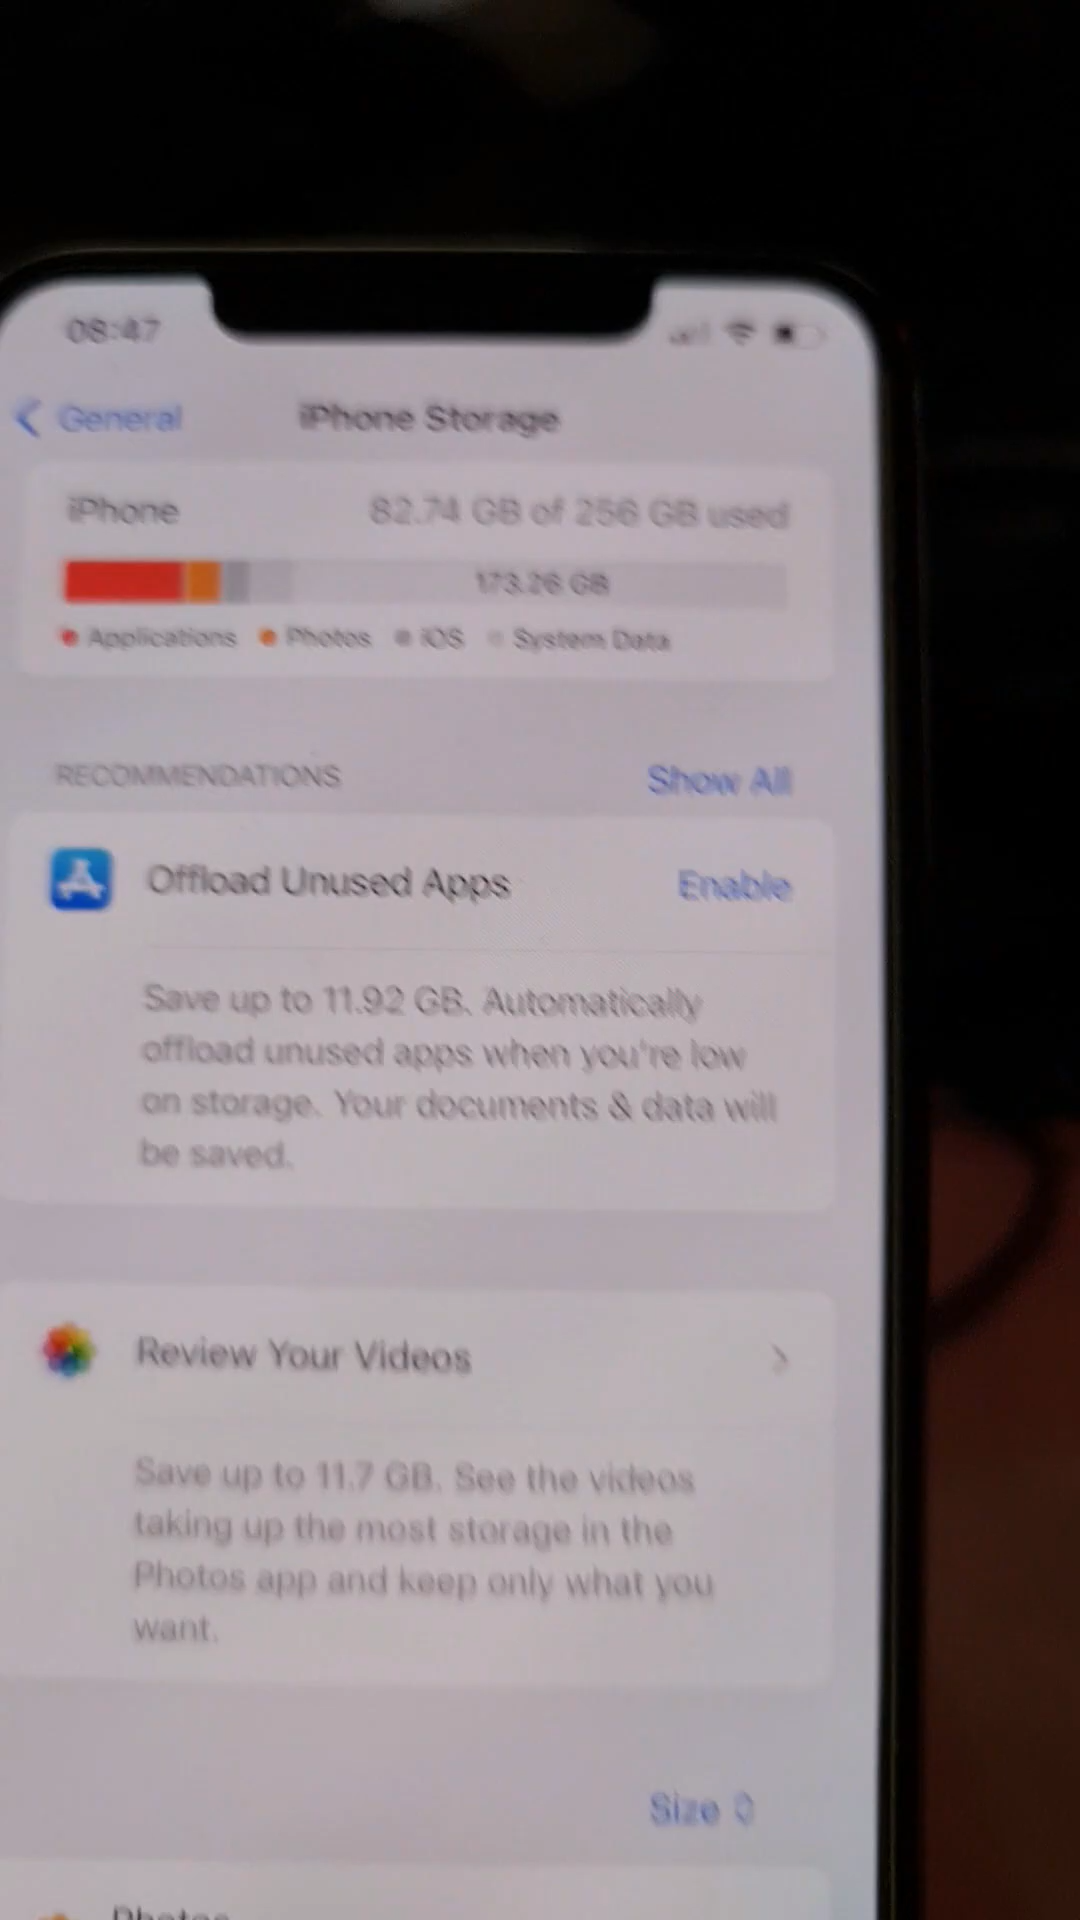 08:47
General
iPhone Storage
iPhone
82.74 GB of 256 GB used
173.26 GB
Applications
Photos
iOS
System Data
RECOMMENDATIONS
Show All
Offload Unused Apps
Enable
Save up to 11.92 GB. Automatically
offload unused apps when you're low
on storage. Your documents & data will
be saved.
Review Your Videos
Save up to 11.7 GB. See the videos
taking up the most storage in the
Photos app and keep only what you
want.
Size
Photos